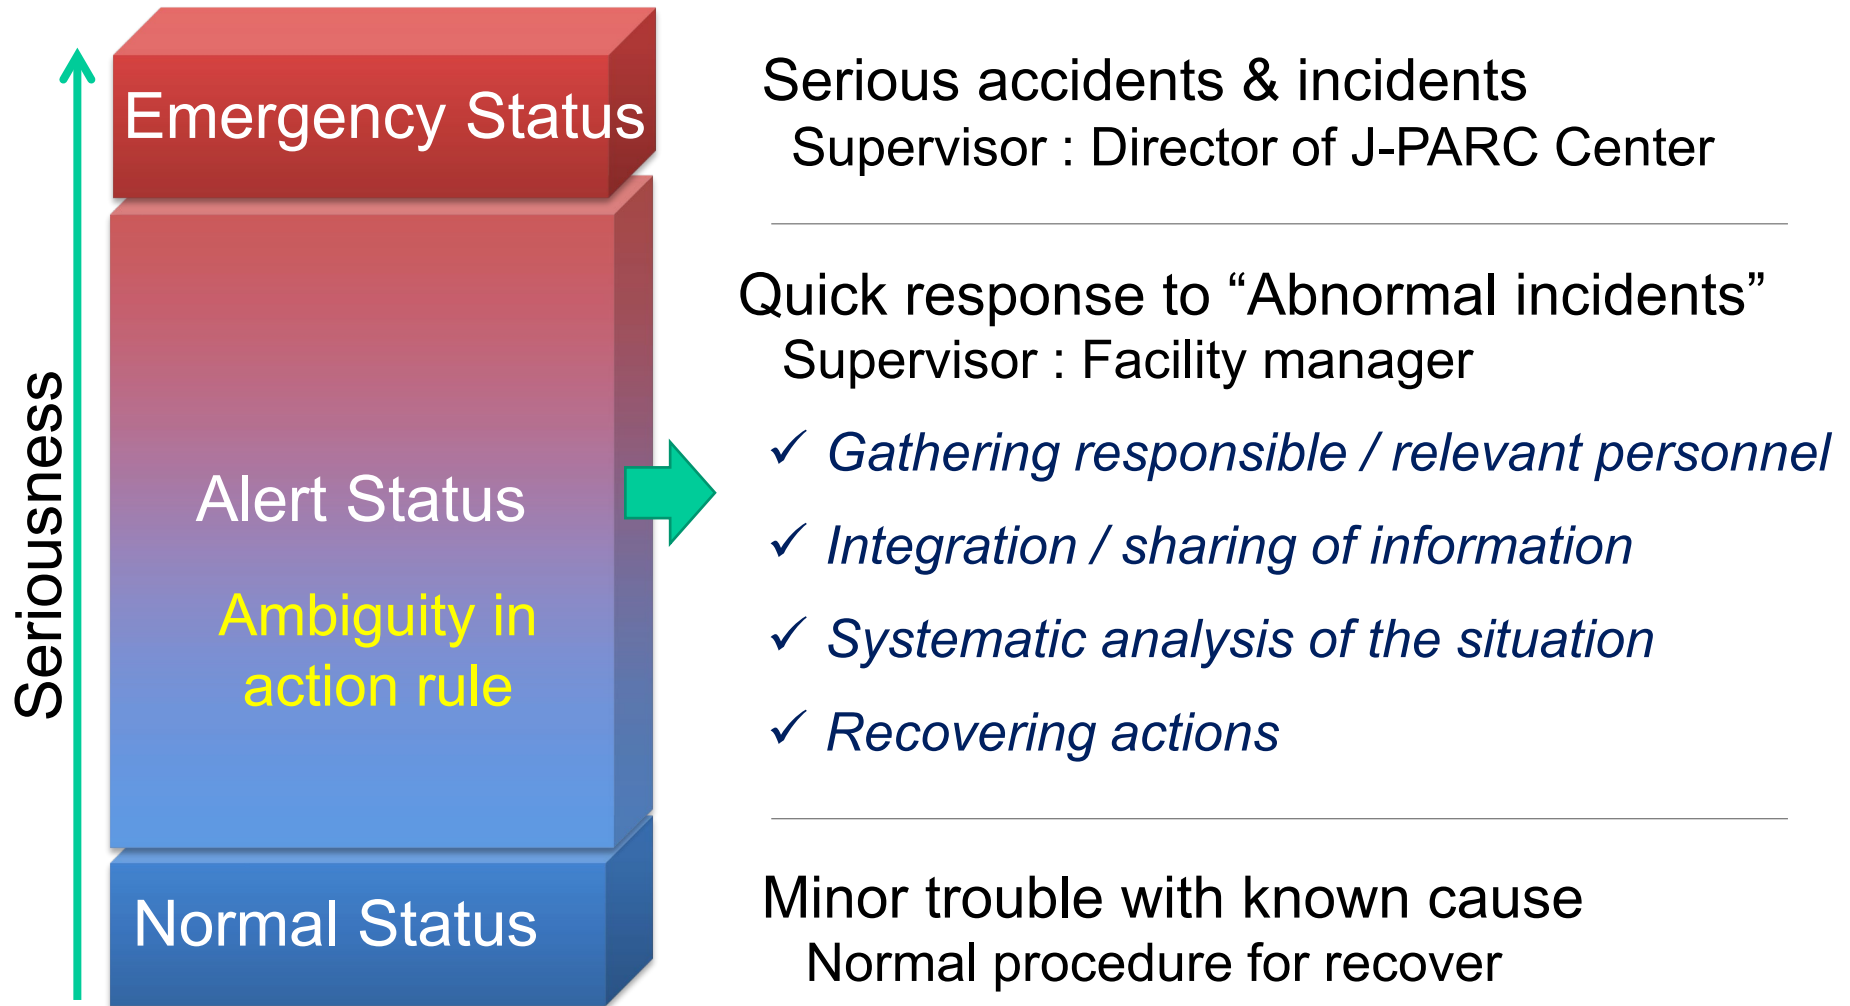 Seriousness
Emergency Status
Serious accidents & incidents
Supervisor : Director of J-PARC Center
Alert Status
Ambiguity in
action rule
Quick response to “Abnormal incidents”
Supervisor : Facility manager
✓ Gathering responsible / relevant personnel
✓ Integration / sharing of information
✓ Systematic analysis of the situation
✓ Recovering actions
Normal Status
Minor trouble with known cause
Normal procedure for recover